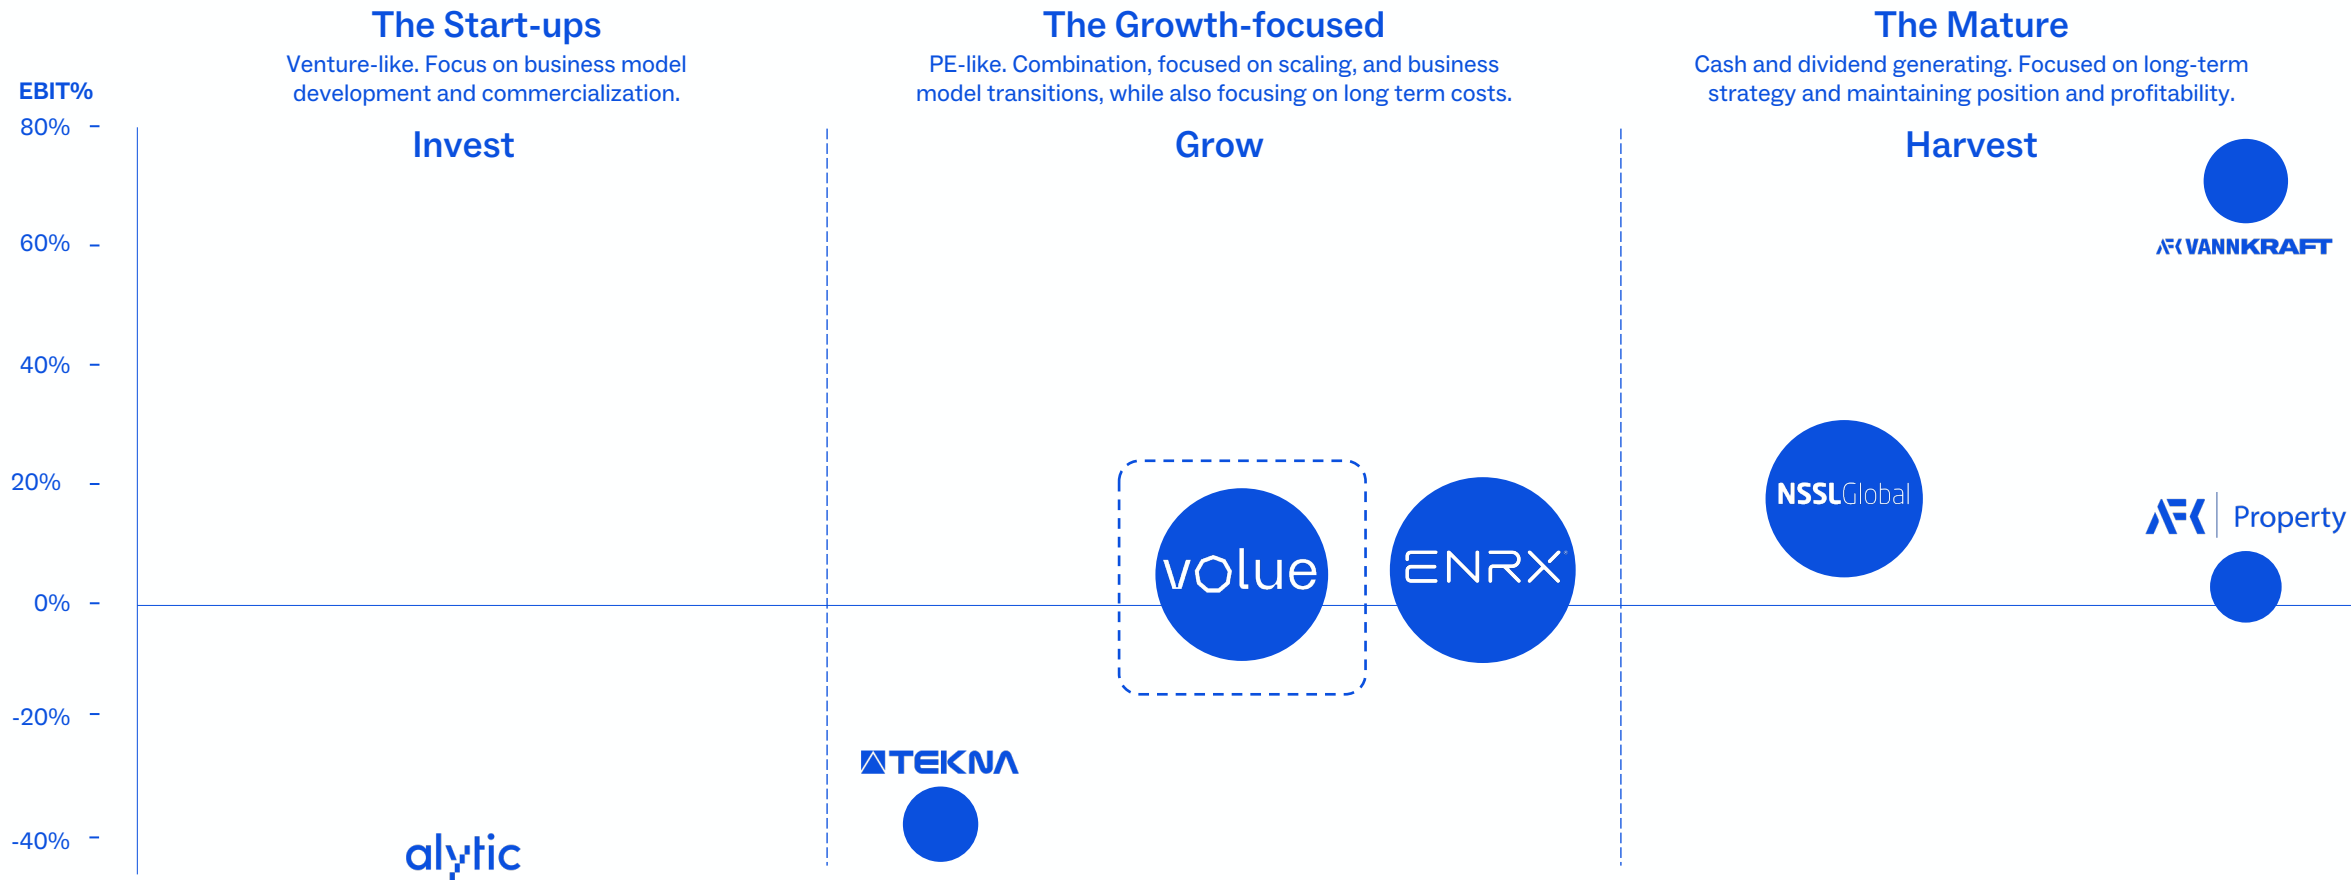 The Start-ups
Venture-like. Focus on business model
development and commercialization.
Invest
The Growth-focused
PE-like. Combination, focused on scaling, and business
model transitions, while also focusing on long term costs.
Grow
The Mature
Cash and dividend generating. Focused on long-term
strategy and maintaining position and profitability.
Harvest
EBIT%
80%
60%
40%
20%
0%
-20%
-40%
AFK VANNKRAFT
NSSLGlobal
AFK Property
volue
ENRX
TEKNA
alytic